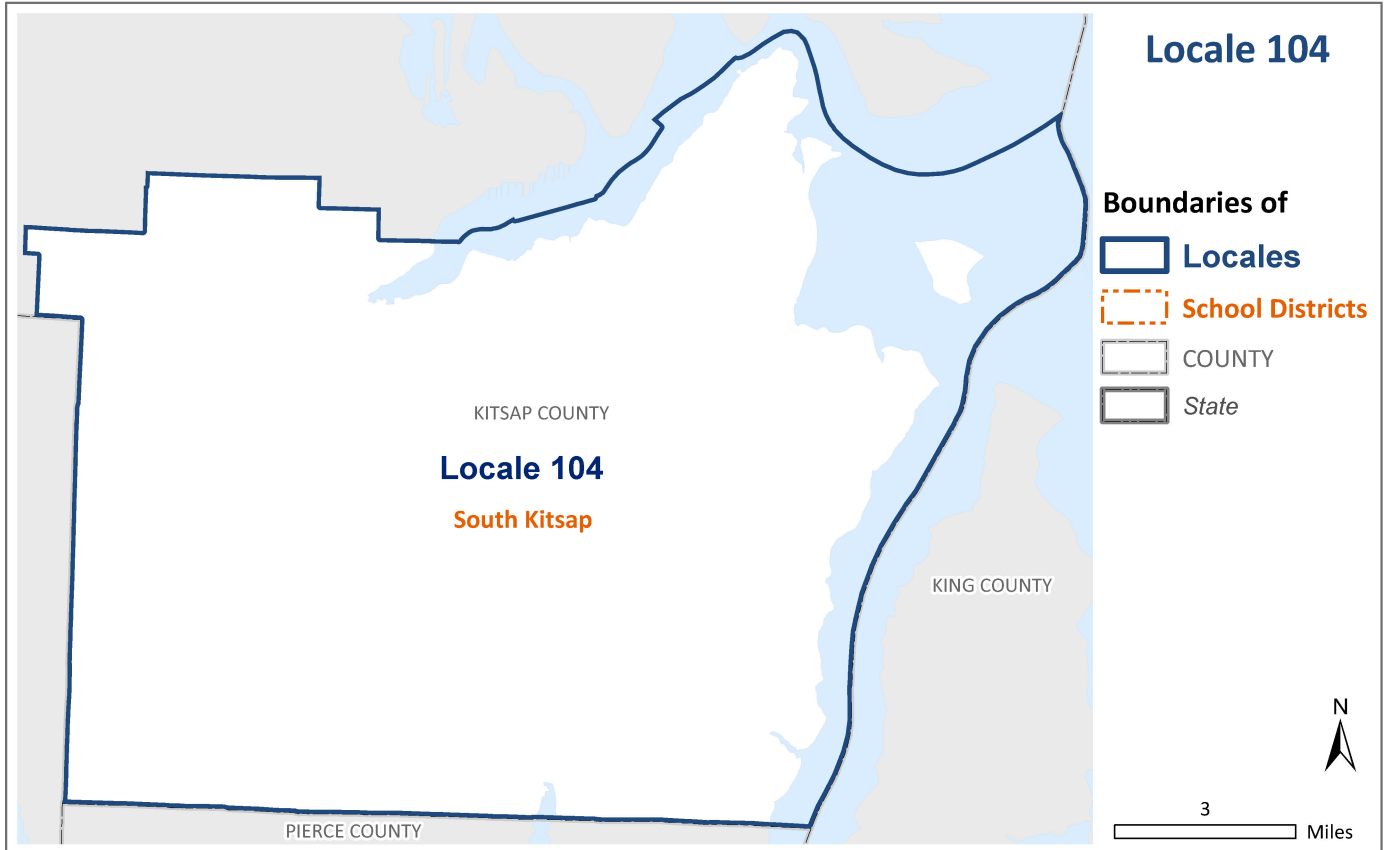 Locale 104
Boundaries of
Locales
School Districts
COUNTY
State
KITSAP COUNTY
Locale 104
South Kitsap
KING COUNTY
PIERCE COUNTY
N
3
Miles